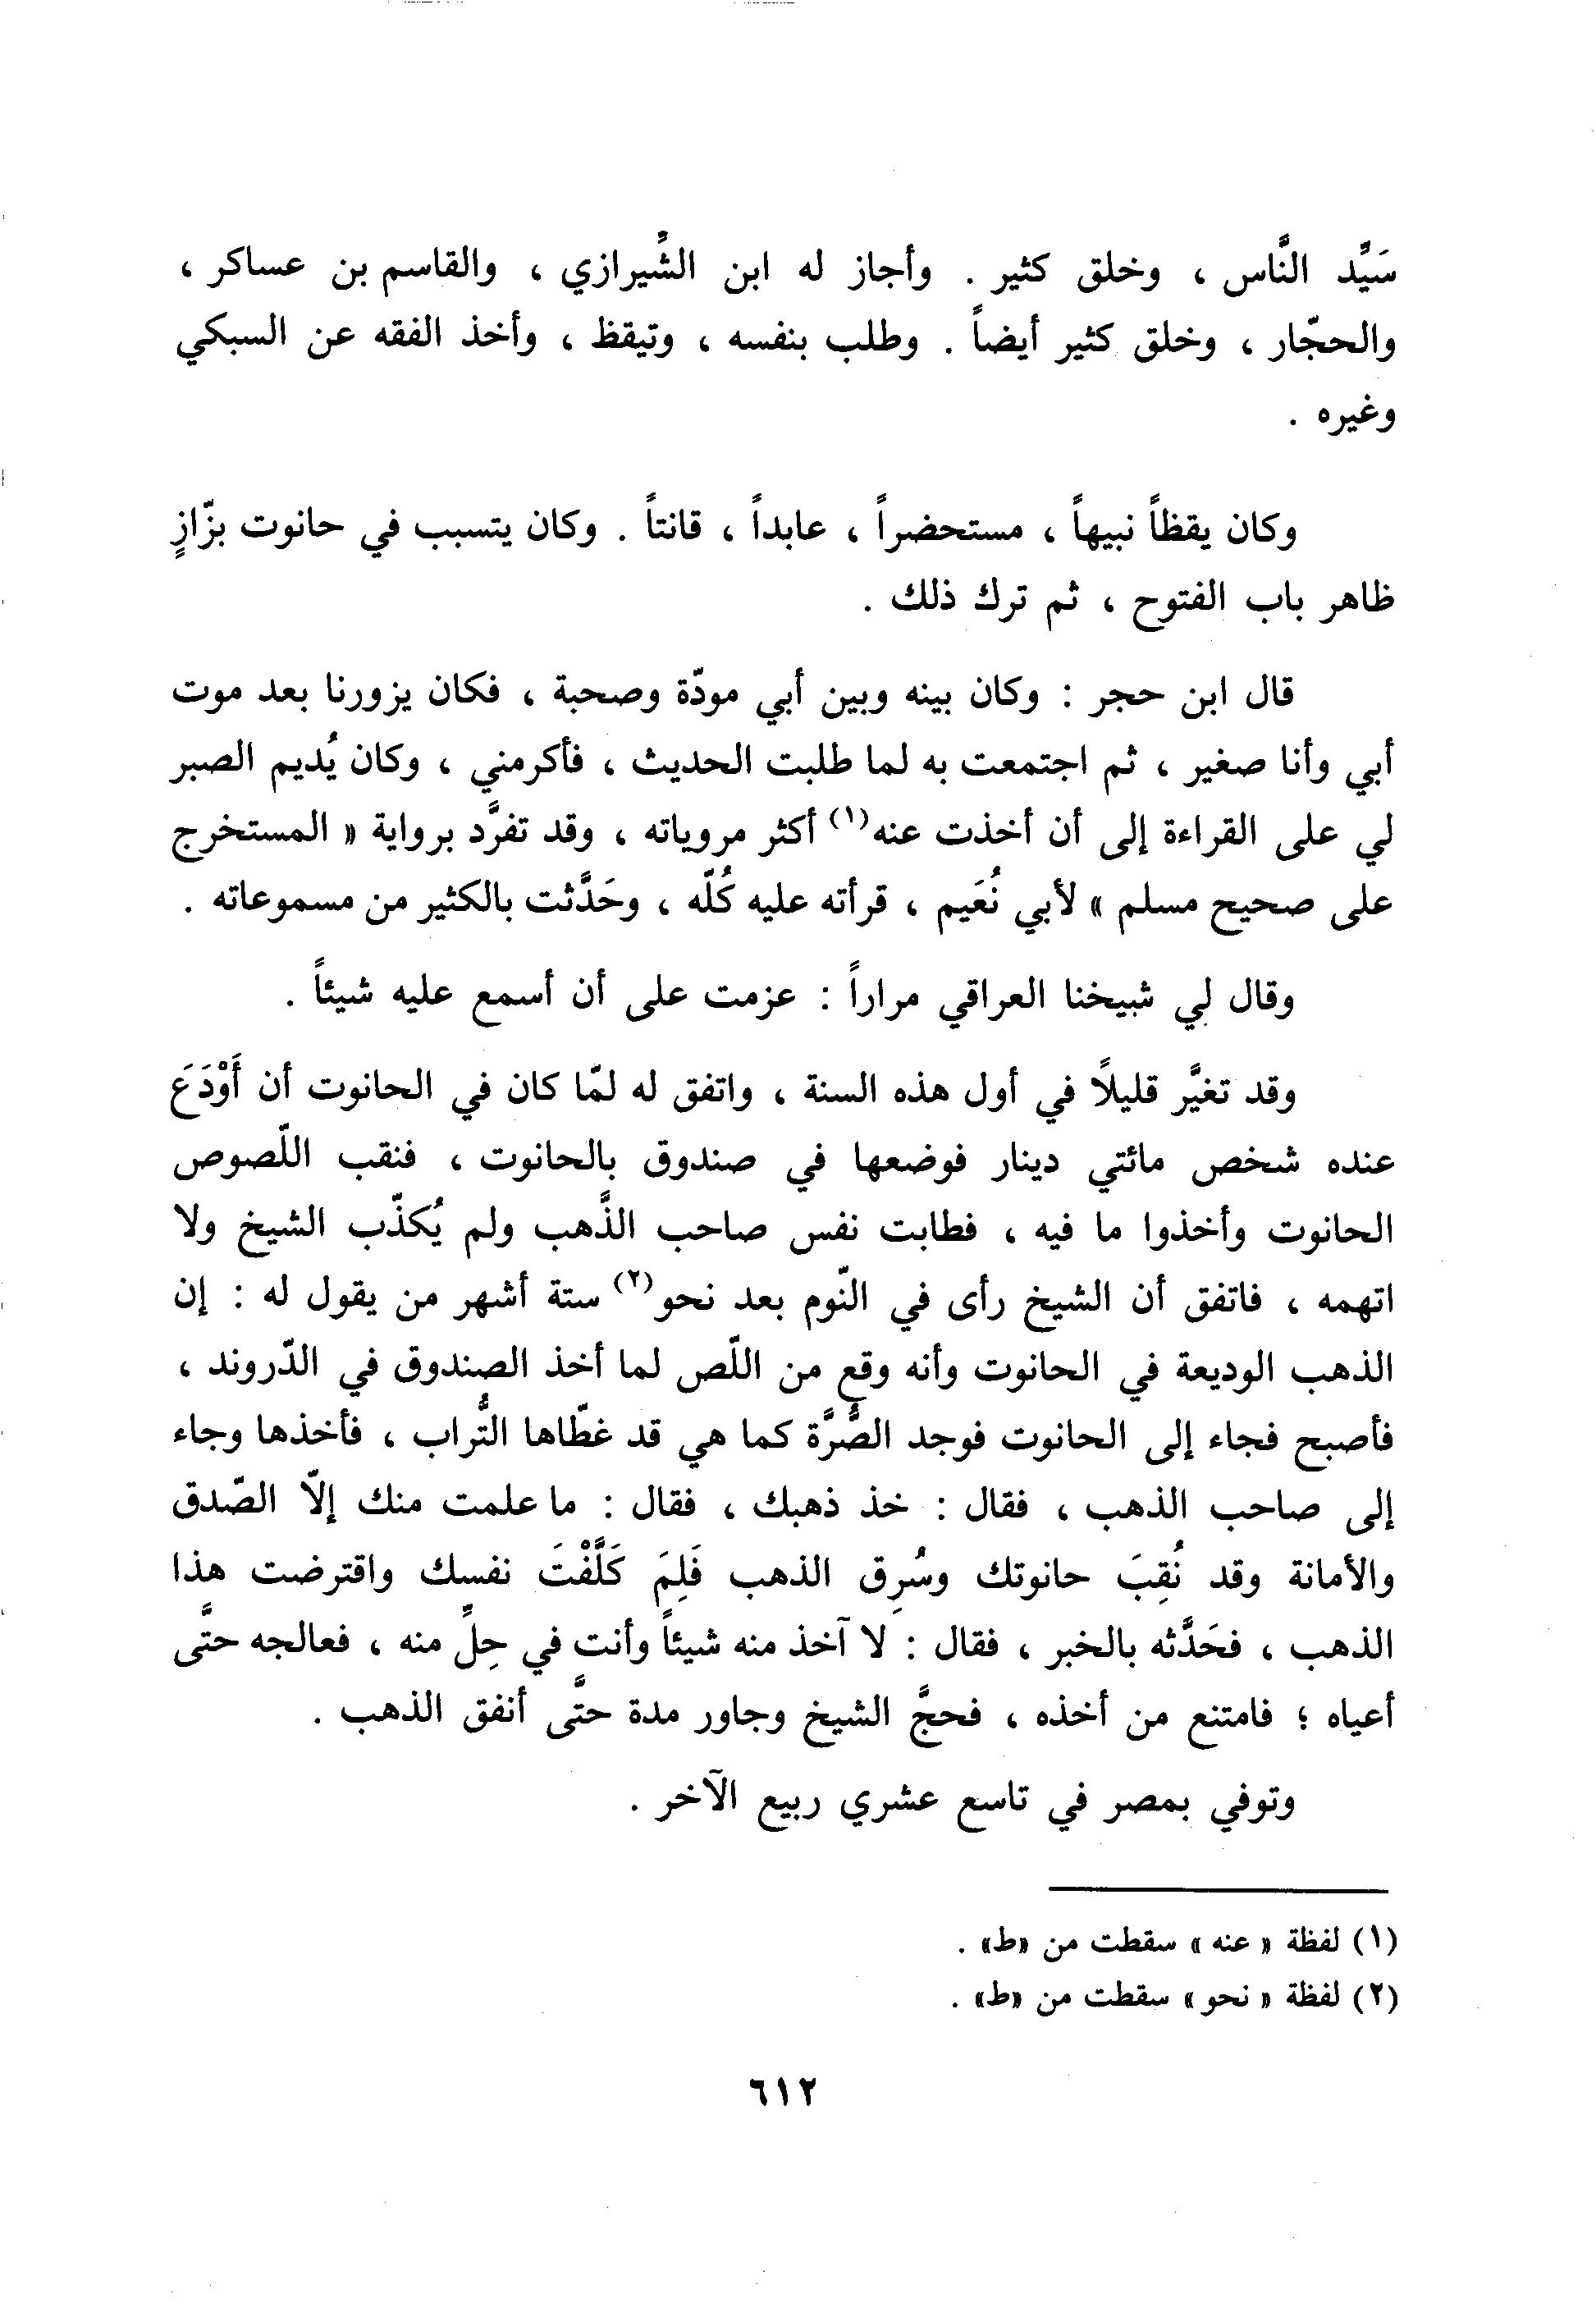 سَيِّد النَّاس ، وخلق كثير . وأجاز له ابن الشِّيرازي ، والقاسم بن عساكر ،
والحجّار ، وخلق كثير أيضاً . وطلب بنفسه ، وتيقظ ، وأخذ الفقه عن السبكي
وغيره .
وكان يقظاً نبيهاً ، مستحضراً ، عابداً ، قانتاً . وكان يتسبب في حانوت بزّازٍ
ظاهر باب الفتوح ، ثم ترك ذلك .
قال ابن حجر : وكان بينه وبين أبي مودّة وصحبة ، فكان يزورنا بعد موت
أبي وأنا صغير ، ثم اجتمعت به لما طلبت الحديث ، فأكرمني ، وكان يُديم الصبر
لي على القراءة إلى أن أخذت عنه(١) أكثر مروياته ، وقد تفرَّد برواية « المستخرج
على صحيح مسلم » لأبي نُعَيم ، قرأته عليه كُلّه ، وحَدَّثت بالكثير من مسموعاته .
وقال لي شيخنا العراقي مراراً : عزمت على أن أسمع عليه شيئاً .
وقد تغيَّر قليلًا في أول هذه السنة ، واتفق له لمّا كان في الحانوت أن أَوْدَعَ
عنده شخص مائتي دينار فوضعها في صندوق بالحانوت ، فنقب اللّصوص
الحانوت وأخذوا ما فيه ، فطابت نفس صاحب الذَّهب ولم يُكذّب الشيخ ولا
اتهمه ، فاتفق أن الشيخ رأى في النّوم بعد نحو(٢) ستة أشهر من يقول له : إن
الذهب الوديعة في الحانوت وأنه وقع من اللّص لما أخذ الصندوق في الدّروند ،
فأصبح فجاء إلى الحانوت فوجد الصُّرَّة كما هي قد غطّاها التُّراب ، فأخذها وجاء
إلى صاحب الذهب ، فقال : خذ ذهبك ، فقال : ما علمت منك إلّا الصّدق
والأمانة وقد نُقِبَ حانوتك وسُرِق الذهب فَلِمَ كَلَّفْتَ نفسك واقترضت هذا
الذهب ، فحَدَّثه بالخبر ، فقال : لا آخذ منه شيئاً وأنت في حِلِّ منه ، فعالجه حتَّى
أعياه ؛ فامتنع من أخذه ، فحجَّ الشيخ وجاور مدة حتَّى أنفق الذهب .
وتوفي بمصر في تاسع عشري ربيع الآخر .
(١) لفظة « عنه » سقطت من «ط» .
(٢) لفظة « نحو » سقطت من «ط» .
٦١٢